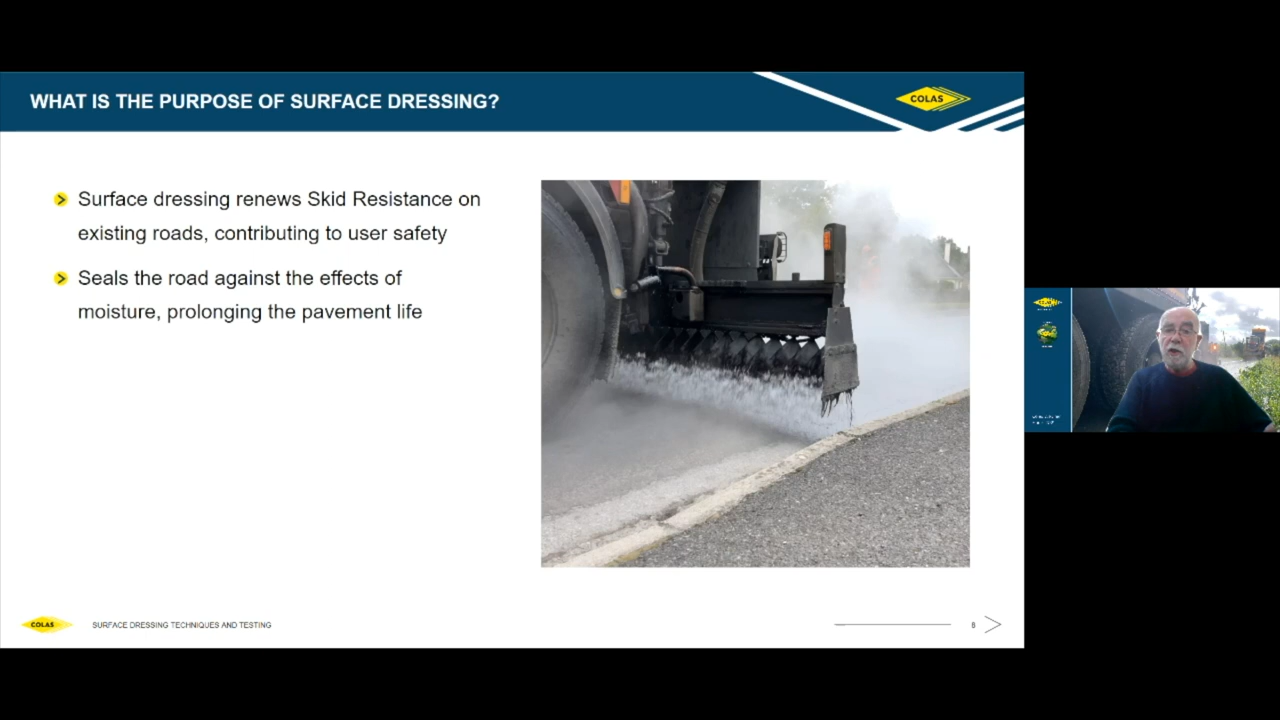 WHAT IS THE PURPOSE OF SURFACE DRESSING?
COLAS
Surface dressing renews Skid Resistance on
existing roads, contributing to user safety
Seals the road against the effects of
moisture, prolonging the pavement life
COLAS
SURFACE DRESSING TECHNIQUES AND TESTING